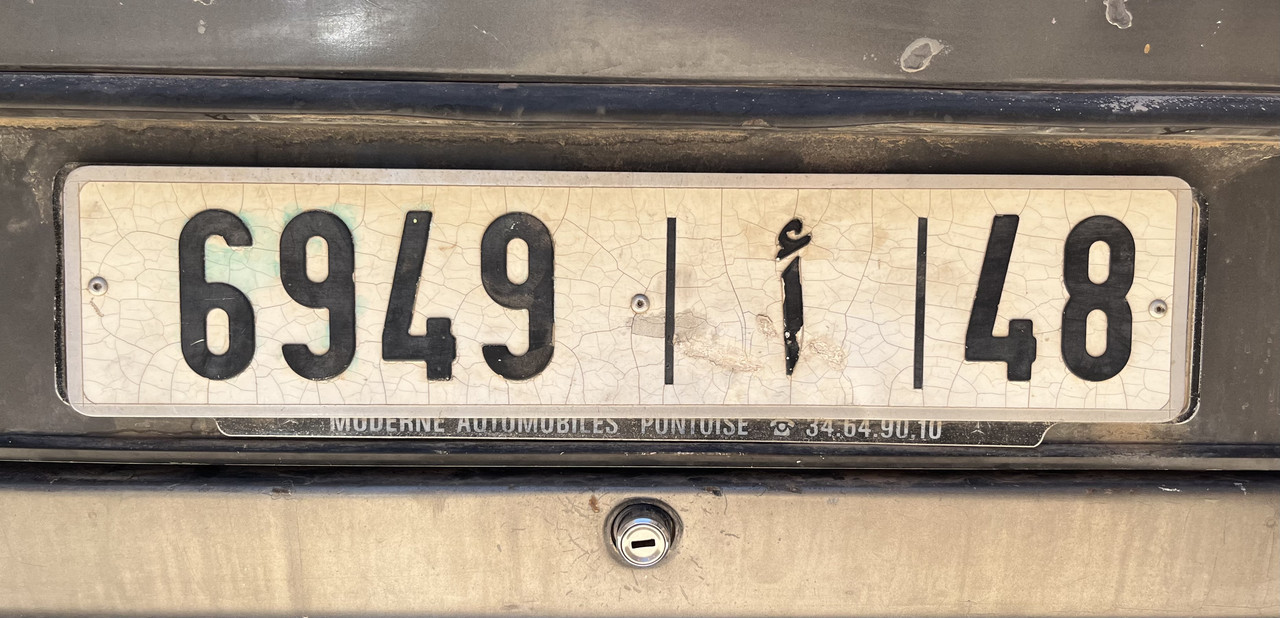 6949 | أ | 48
MODERNE AUTOMOBILES PONTOISE ☎ 34.64.90.10